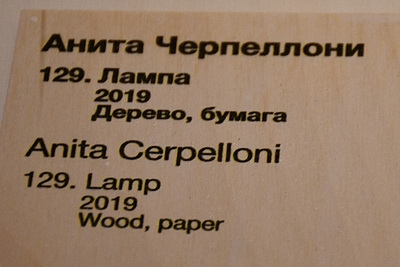 Анита Черпеллони
129. Лампа
2019
Дерево, бумага
Anita Cerpelloni
129. Lamp
2019
Wood, paper